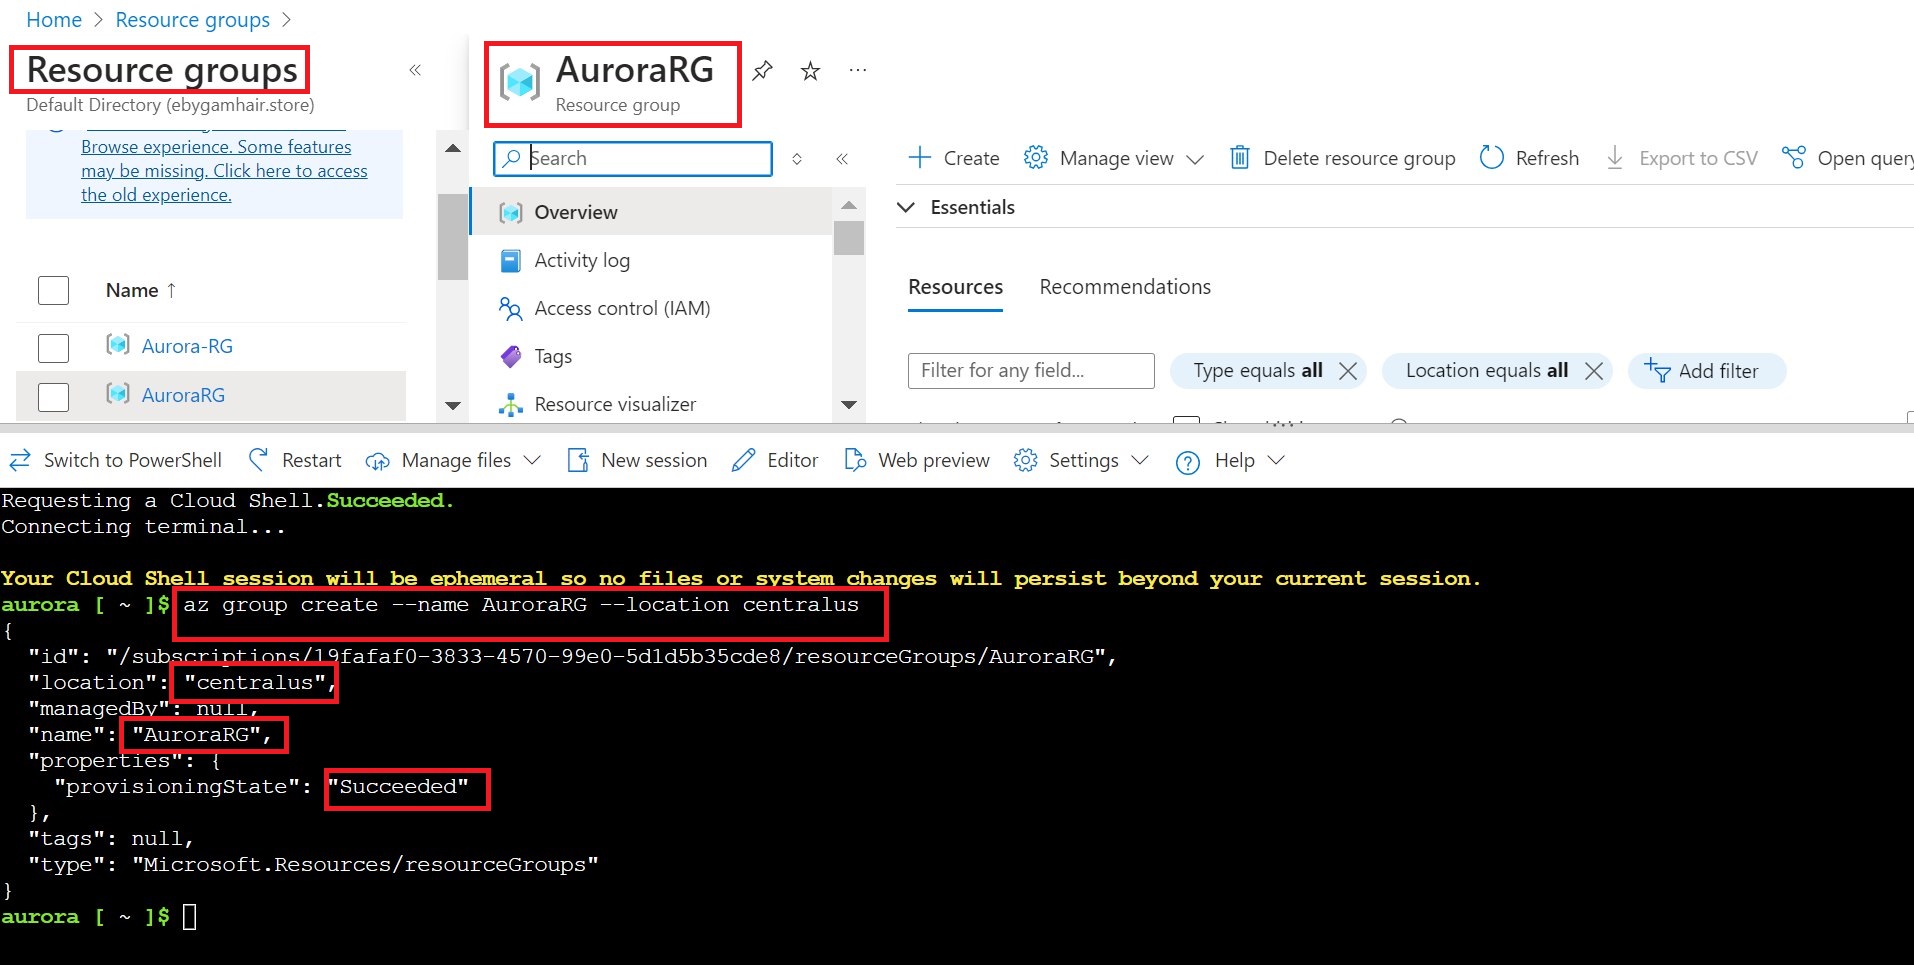 Home > Resource groups >
Resource groups
Default Directory (ebygamhair.store)
Browse experience. Some features
may be missing. Click here to access
the old experience.
Name ↑
Aurora-RG
AuroraRG
AuroraRG
Resource group
Search
Overview
Activity log
Access control (IAM)
Tags
Resource visualizer
Create
Manage view
Delete resource group
Refresh
Export to CSV
Open query
Essentials
Resources
Recommendations
Filter for any field...
Type equals all
Location equals all
Add filter
Switch to PowerShell
Restart
Manage files
New session
Editor
Web preview
Settings
Help
Requesting a Cloud Shell.Succeeded.
Connecting terminal...
Your Cloud Shell session will be ephemeral so no files or system changes will persist beyond your current session.
aurora [ ~ ]$ az group create --name AuroraRG --location centralus
{
"id": "/subscriptions/19fafaf0-3833-4570-99e0-5d1d5b35cde8/resourceGroups/AuroraRG",
"location": "centralus",
"managedBy": null,
"name": "AuroraRG",
"properties": {
"provisioningState": "Succeeded"
},
"tags": null,
"type": "Microsoft.Resources/resourceGroups"
}
aurora [ ~ ]$